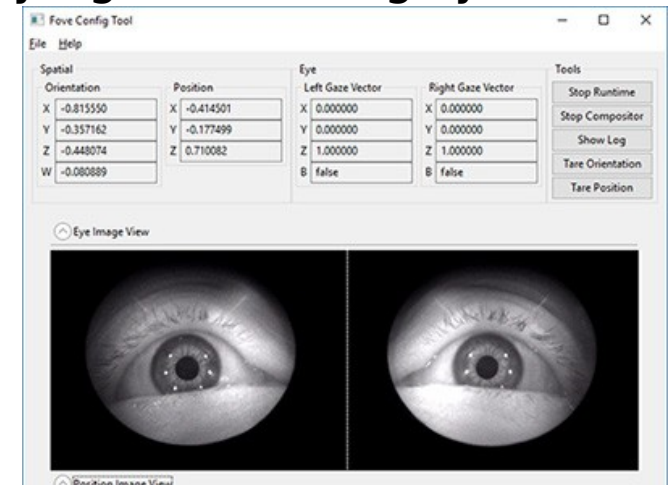 Fove Config Tool
File Help
Spatial
Orientation
X -0.815550
Y -0.357162
Z -0.448074
W -0.080889
Position
X -0.414501
Y -0.177499
Z 0.710082
Eye
Left Gaze Vector
X 0.000000
Y 0.000000
Z 1.000000
B false
Right Gaze Vector
X 0.000000
Y 0.000000
Z 1.000000
B false
Tools
Stop Runtime
Stop Compositor
Show Log
Tare Orientation
Tare Position
Eye Image View
Position Image View